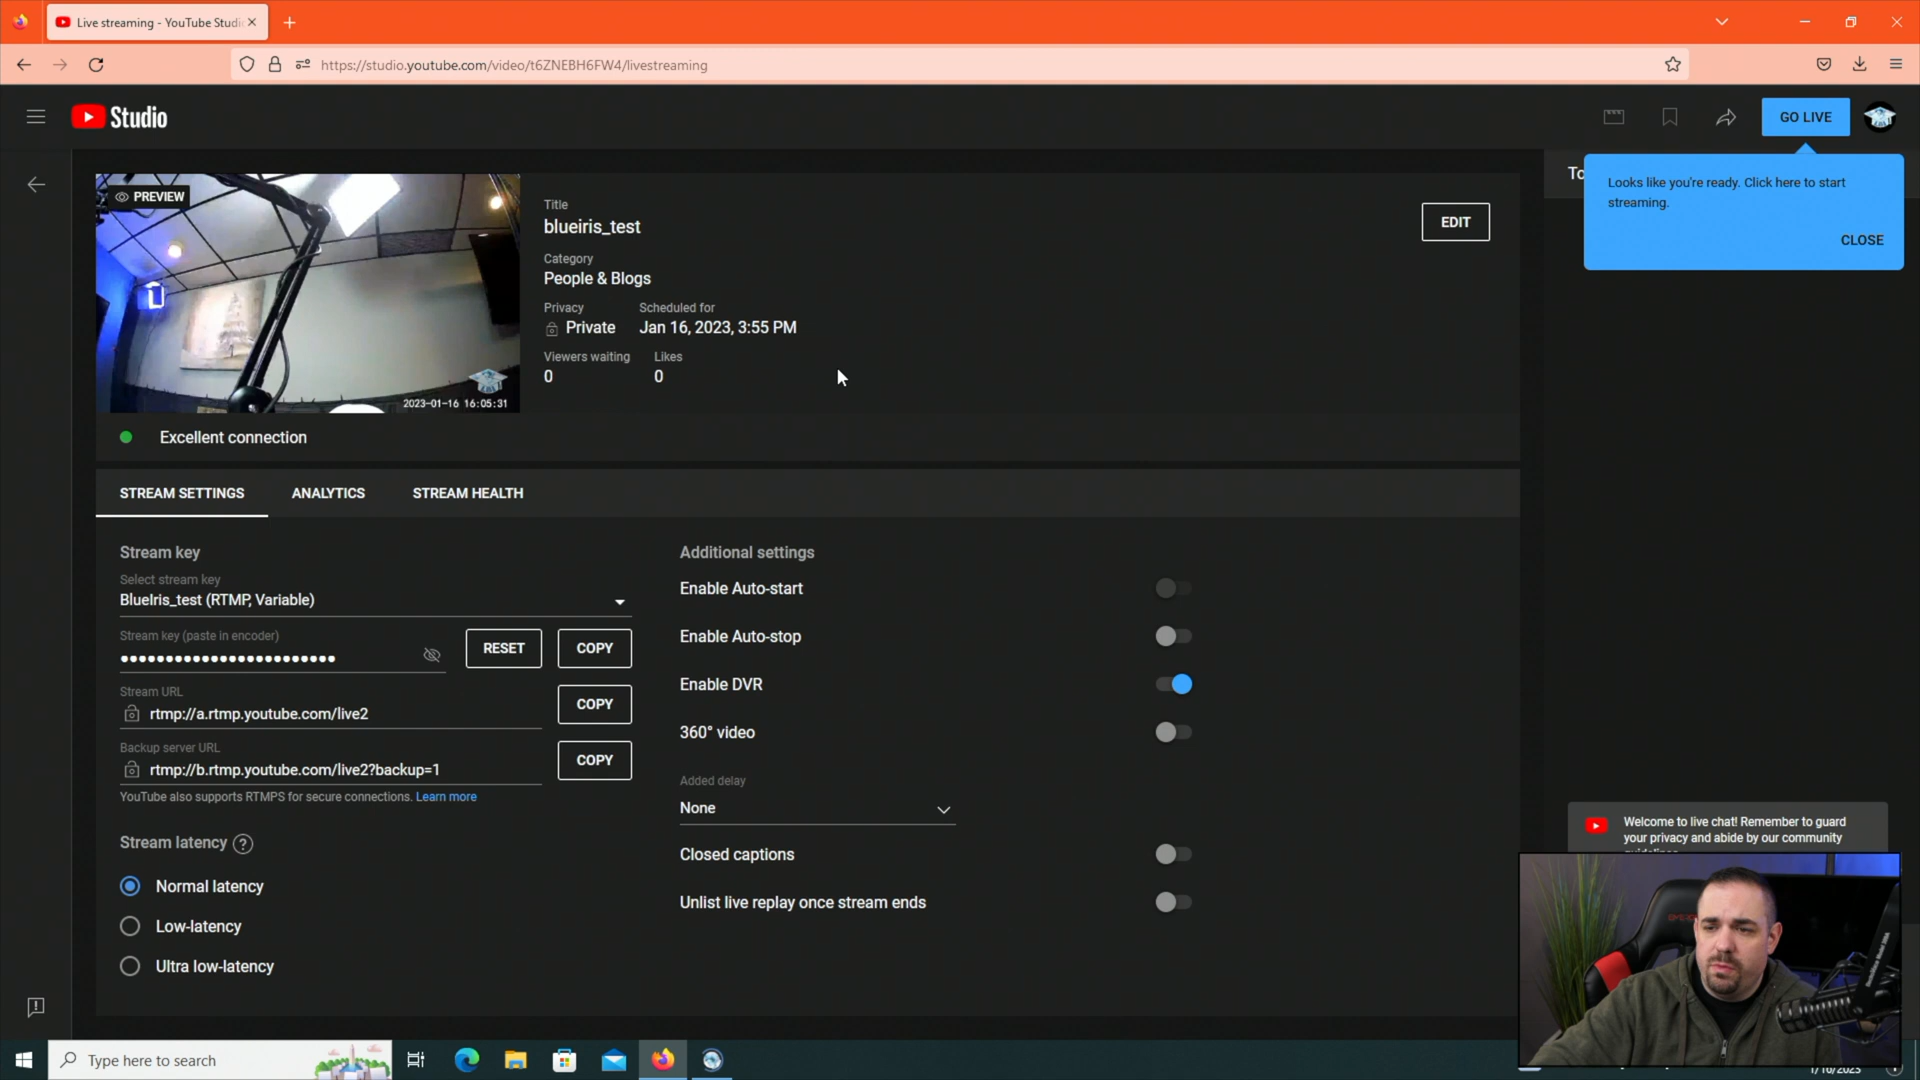 Live streaming - YouTube Studi
https://studio.youtube.com/video/t6ZNEBH6FW4/livestreaming
Studio
GO LIVE
PREVIEW
2023-01-16 16:05:31
Title
blueiris_test
Category
People & Blogs
Privacy
Private
Scheduled for
Jan 16, 2023, 3:55 PM
Viewers waiting
0
Likes
0
EDIT
To
Looks like you're ready. Click here to start
streaming.
CLOSE
Excellent connection
STREAM SETTINGS
ANALYTICS
STREAM HEALTH
Stream key
Select stream key
BlueIris_test (RTMP, Variable)
Stream key (paste in encoder)
RESET
COPY
Stream URL
rtmp://a.rtmp.youtube.com/live2
COPY
Backup server URL
rtmp://b.rtmp.youtube.com/live2?backup=1
COPY
YouTube also supports RTMPS for secure connections. Learn more
Stream latency
Normal latency
Low-latency
Ultra low-latency
Additional settings
Enable Auto-start
Enable Auto-stop
Enable DVR
360° video
Added delay
None
Closed captions
Unlist live replay once stream ends
Welcome to live chat! Remember to guard
your privacy and abide by our community
Type here to search
1/16/2023